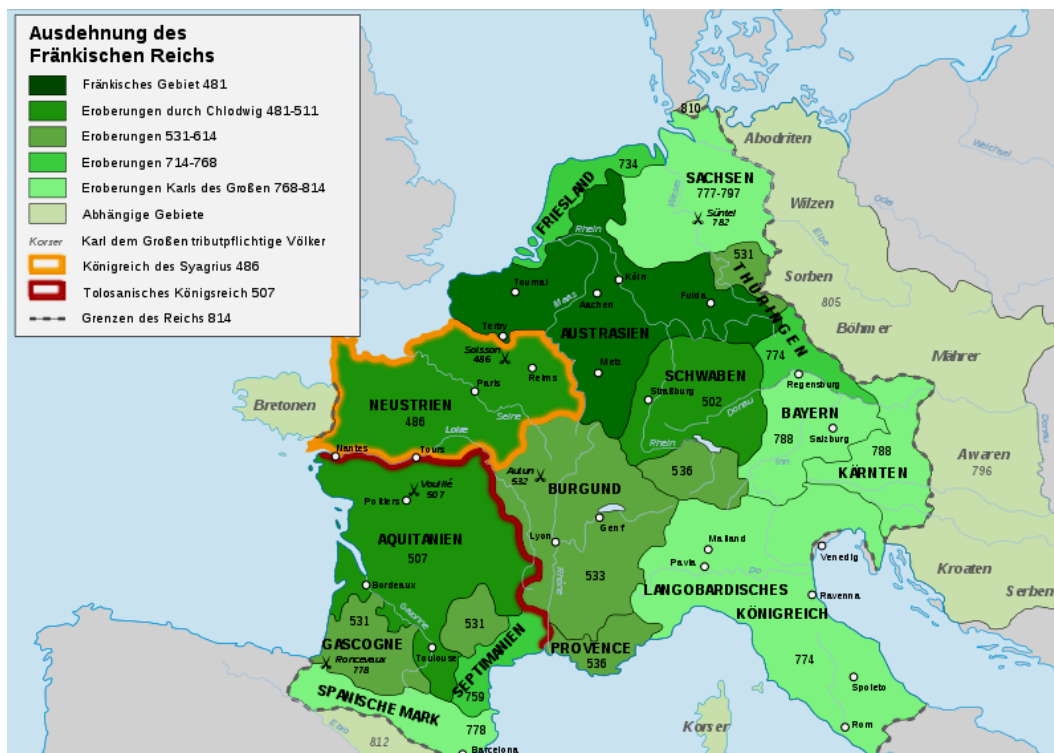 Ausdehnung des
Fränkischen Reichs
Fränkisches Gebiet 481
Eroberungen durch Chlodwig 481-511
Eroberungen 531-614
Eroberungen 714-768
Eroberungen Karls des Großen 768-814
Abhängige Gebiete
Korser Karl dem Großen tributpflichtige Völker
Königreich des Syagrius 486
Tolosanisches Königsreich 507
Grenzen des Reichs 814
810
Abodriten
Weichsel
734
SACHSEN
777-797
Weser
Süntel
782
Wilzen
Oder
Elbe
FRIESLAND
Rhein
531
Sorben
805
THÜRINGEN
Tournai
Maas
Köln
Aachen
Fulda
Böhmer
Tertry
AUSTRASIEN
Soisson
486
Reims
Metz
774
Mährer
Regensburg
SCHWABEN
502
Straßburg
Donau
Paris
Bretonen
NEUSTRIEN
486
Seine
Loire
BAYERN
788
Salzburg
Donau
Rhein
Nantes
Tours
Inn
788
KÄRNTEN
Awaren
796
536
Autun
532
BURGUND
Vouillé
507
Poitiers
Genf
Lyon
AQUITANIEN
507
Mailand
Venedig
Pavia
Po
Kroaten
Rhône
533
LANGOBARDISCHES
KÖNIGREICH
Ravenna
Serben
Bordeaux
Garonne
531
531
GASCOGNE
Toulouse
Roncevaux
778
SEPTIMANIEN
759
PROVENCE
536
774
Spoleto
SPANISCHE MARK
778
Ebro
812
Barcelona
Korser
Rom